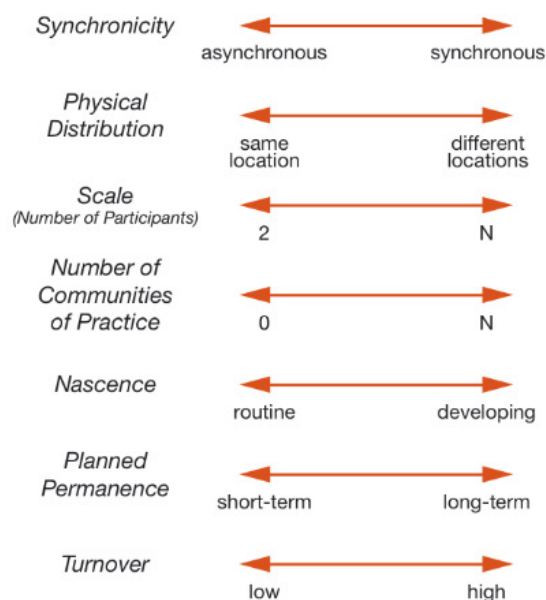 Synchronicity
asynchronous synchronous
Physical
Distribution
same
location
different
locations
Scale
(Number of Participants)
2 N
Number of
Communities
of Practice
0 N
Nascence
routine developing
Planned
Permanence
short-term long-term
Turnover
low high